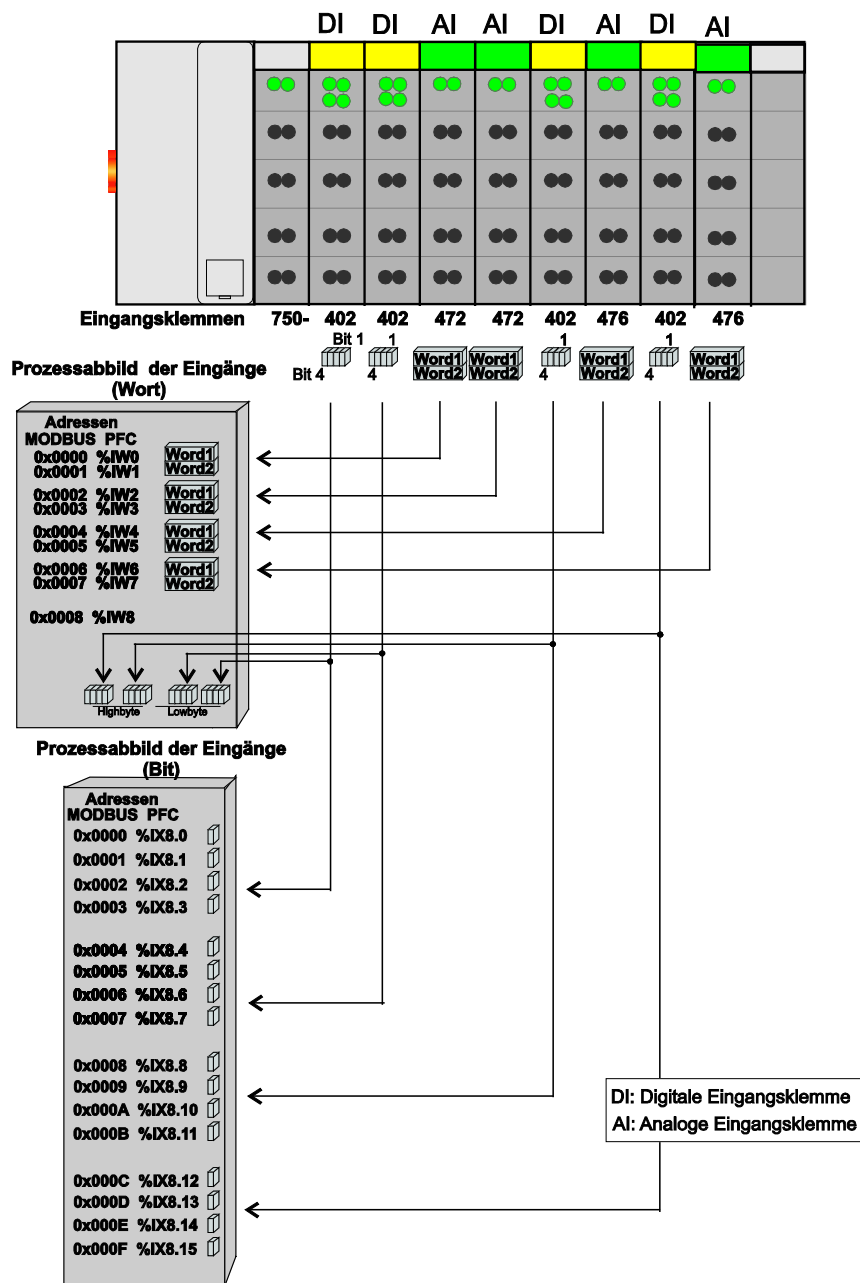 DI DI AI AI DI AI DI AI
Eingangsklemmen 750- 402 402 472 472 402 476 402 476
Bit 1 1 1 1
Bit 4 4 4 4
Word1 Word1 Word1 Word1
Word2 Word2 Word2 Word2
Prozessabbild der Eingänge
(Wort)
Adressen
MODBUS PFC
0x0000 %IW0 Word1
0x0001 %IW1 Word2
0x0002 %IW2 Word1
0x0003 %IW3 Word2
0x0004 %IW4 Word1
0x0005 %IW5 Word2
0x0006 %IW6 Word1
0x0007 %IW7 Word2
0x0008 %IW8
Highbyte Lowbyte
Prozessabbild der Eingänge
(Bit)
Adressen
MODBUS PFC
0x0000 %IX8.0
0x0001 %IX8.1
0x0002 %IX8.2
0x0003 %IX8.3
0x0004 %IX8.4
0x0005 %IX8.5
0x0006 %IX8.6
0x0007 %IX8.7
0x0008 %IX8.8
0x0009 %IX8.9
0x000A %IX8.10
0x000B %IX8.11
0x000C %IX8.12
0x000D %IX8.13
0x000E %IX8.14
0x000F %IX8.15
DI: Digitale Eingangsklemme
AI: Analoge Eingangsklemme